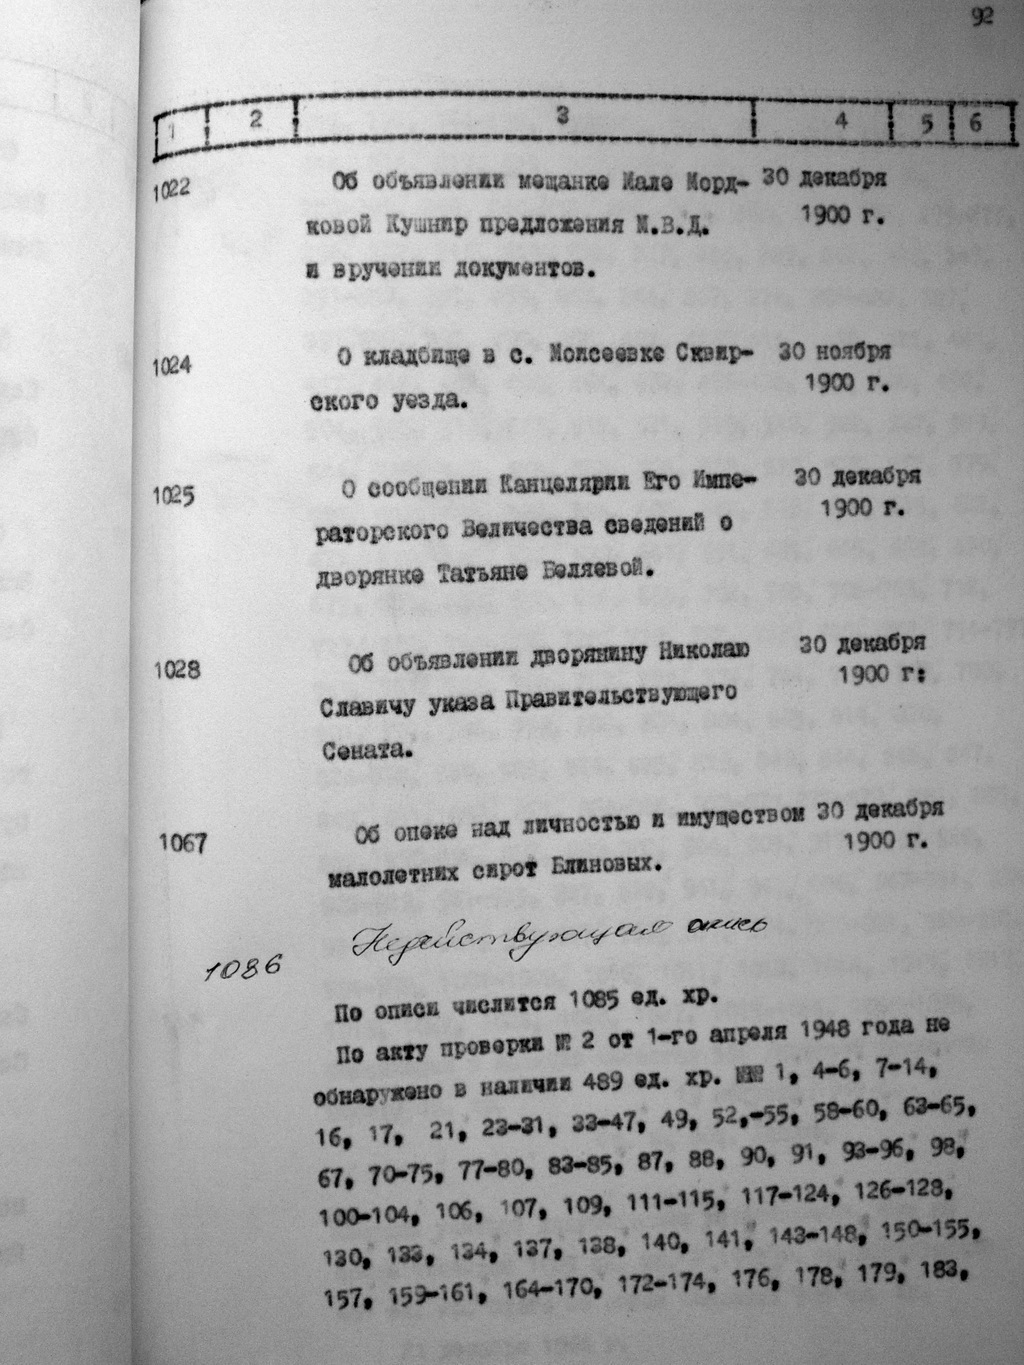 92
1 2 3 4 5 6
1022 Об объявлении мещанке Мале Морд- 30 декабря
ковой Кушнир предложения М.В.Д. 1900 г.
и вручении документов.
1024 О кладбище в с. Моисеевке Сквир- 30 ноября
ского уезда. 1900 г.
1025 О сообщении Канцелярии Его Импе- 30 декабря
раторского Величества сведений о 1900 г.
дворянке Татьяне Беляевой.
1028 Об объявлении дворянину Николаю 30 декабря
Славичу указа Правительствующего 1900 г:
Сената.
1067 Об опеке над личностью и имуществом 30 декабря
малолетних сирот Блиновых. 1900 г.
1086 Недействующая опись
По описи числится 1085 ед. хр.
По акту проверки № 2 от 1-го апреля 1948 года не
обнаружено в наличии 489 ед. хр. №№ 1, 4-6, 7-14,
16, 17, 21, 23-31, 33-47, 49, 52,-55, 58-60, 63-65,
67, 70-75, 77-80, 83-85, 87, 88, 90, 91, 93-96, 98,
100-104, 106, 107, 109, 111-115, 117-124, 126-128,
130, 133, 134, 137, 138, 140, 141, 143-148, 150-155,
157, 159-161, 164-170, 172-174, 176, 178, 179, 183,